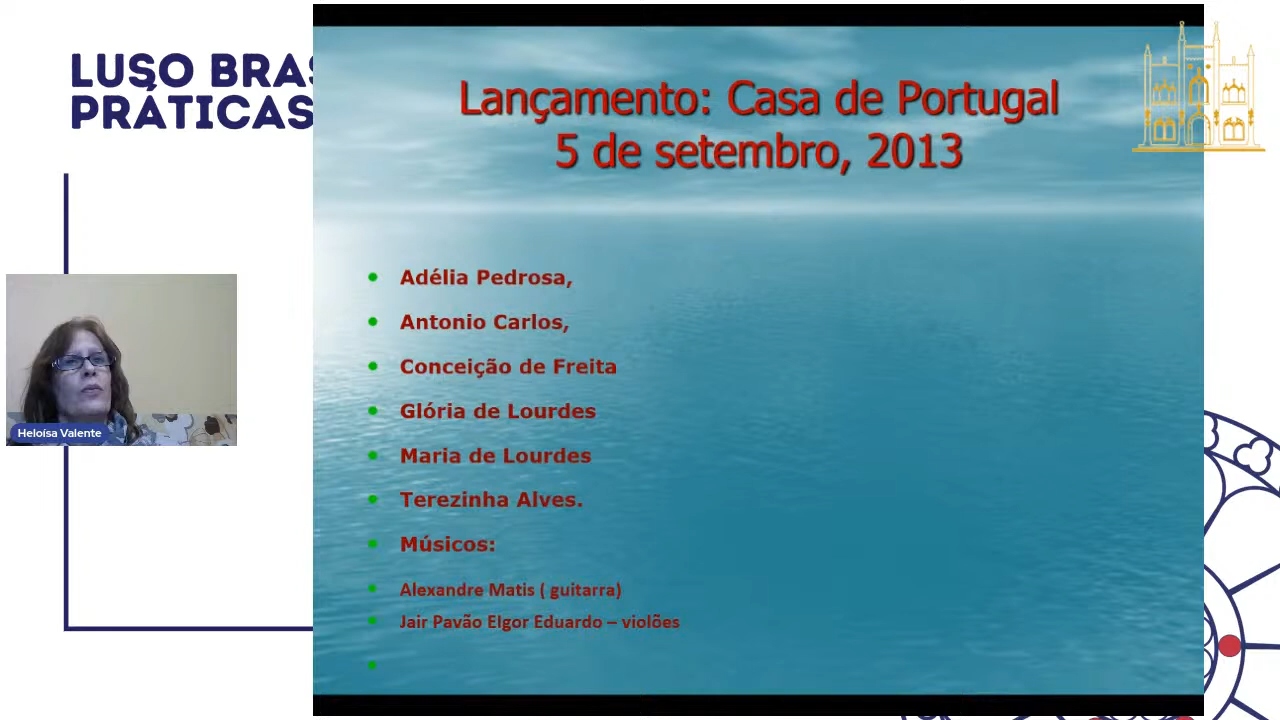 LUSO BRAS
PRÁTICAS
Lançamento: Casa de Portugal
5 de setembro, 2013
Adélia Pedrosa,
Antonio Carlos,
Conceição de Freita
Glória de Lourdes
Maria de Lourdes
Terezinha Alves.
Músicos:
Alexandre Matis ( guitarra)
Jair Pavão EIgor Eduardo – violões
Heloísa Valente